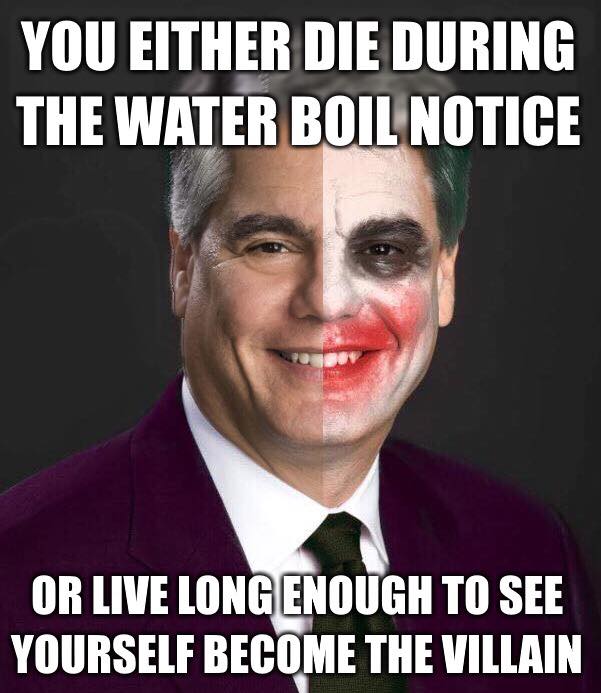 YOU EITHER DIE DURING
THE WATER BOIL NOTICE
OR LIVE LONG ENOUGH TO SEE
YOURSELF BECOME THE VILLAIN